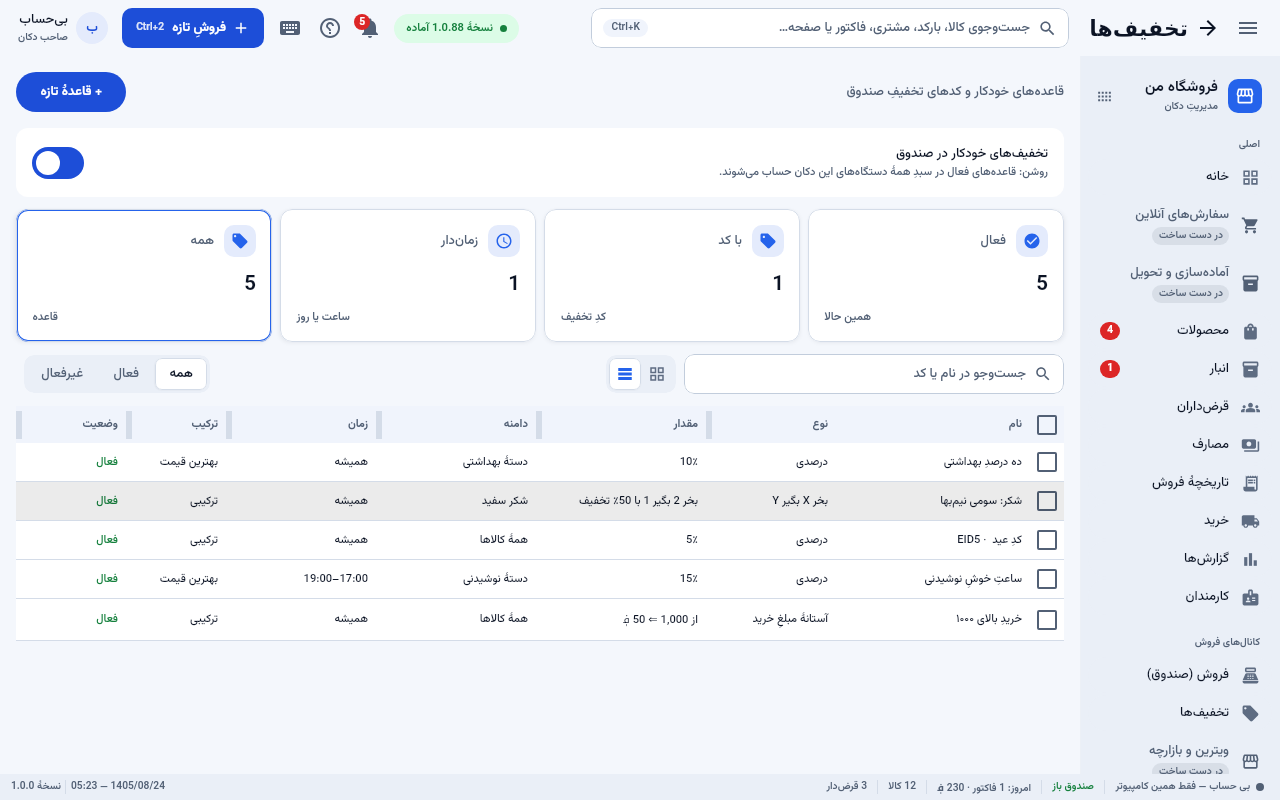 تخفیف‌ها
جست‌وجوی کالا، بارکد، مشتری، فاکتور یا صفحه… Ctrl+K
نسخهٔ 1.0.88 آماده
5
+ فروشِ تازه Ctrl+2
ب
بی‌حساب
صاحب دکان
فروشگاه من
مدیریتِ دکان
اصلی
خانه
سفارش‌های آنلاین
در دست ساخت
آماده‌سازی و تحویل
در دست ساخت
محصولات 4
انبار 1
قرض‌داران
مصارف
تاریخچهٔ فروش
خرید
گزارش‌ها
کارمندان
کانال‌های فروش
فروش (صندوق)
تخفیف‌ها
ویترین و بازارچه
در دست ساخت
قاعده‌های خودکار و کدهای تخفیفِ صندوق
+ قاعدهٔ تازه
تخفیف‌های خودکار در صندوق
روشن: قاعده‌های فعال در سبدِ همهٔ دستگاه‌های این دکان حساب می‌شوند.
فعال
5
همین حالا
با کد
1
کدِ تخفیف
زمان‌دار
1
ساعت یا روز
همه
5
قاعده
جست‌وجو در نام یا کد
همه فعال غیرفعال
نام نوع مقدار دامنه زمان ترکیب وضعیت
ده درصدِ بهداشتی درصدی 10٪ دستهٔ بهداشتی همیشه بهترین قیمت فعال
شکر: سومی نیم‌بها بخر X بگیر Y بخر 2 بگیر 1 با 50٪ تخفیف شکر سفید همیشه ترکیبی فعال
کدِ عید · EID5 درصدی 5٪ همهٔ کالاها همیشه ترکیبی فعال
ساعتِ خوشِ نوشیدنی درصدی 15٪ دستهٔ نوشیدنی 17:00–19:00 بهترین قیمت فعال
خریدِ بالای ۱۰۰۰ آستانهٔ مبلغِ خرید از 1,000 ⇐ 50 ؋ همهٔ کالاها همیشه ترکیبی فعال
بی حساب — فقط همین کامپیوتر
صندوق باز
امروز: 1 فاکتور · 230 ؋
12 کالا
3 قرض‌دار
1405/08/24 — 05:23
نسخهٔ 1.0.0